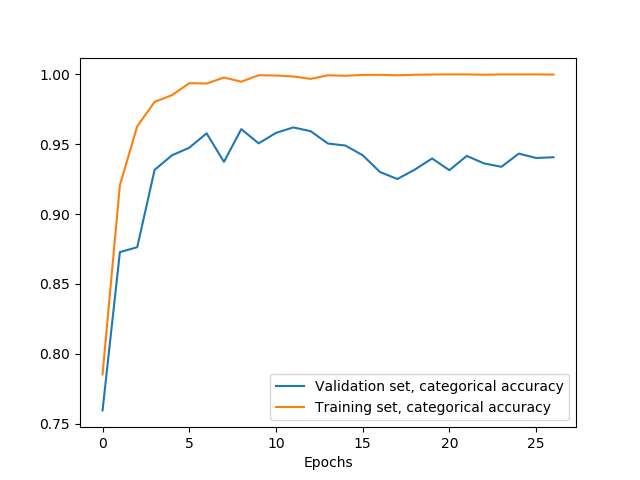 1.00
0.95
0.90
0.85
0.80
0.75
Validation set, categorical accuracy
Training set, categorical accuracy
0 5 10 15 20 25
Epochs